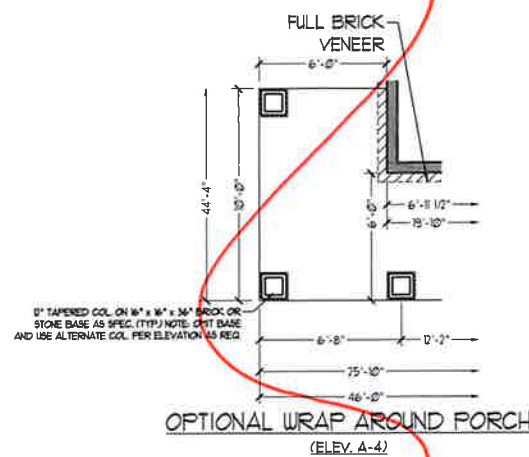 FULL BRICK
VENEER
6'-0"
44'-4"
10'-0"
6'-0"
6'-11 1/2"
19'-10"
12" TAPERED COL. ON 16" x 16" x 36" BRICK OR
STONE BASE AS SPEC. (TYP.) NOTE: OMIT BASE
AND USE ALTERNATE COL. PER ELEVATION AS REQ.
6'-8"
12'-2"
25'-10"
46'-0"
OPTIONAL WRAP AROUND PORCH
(ELEV. A-4)